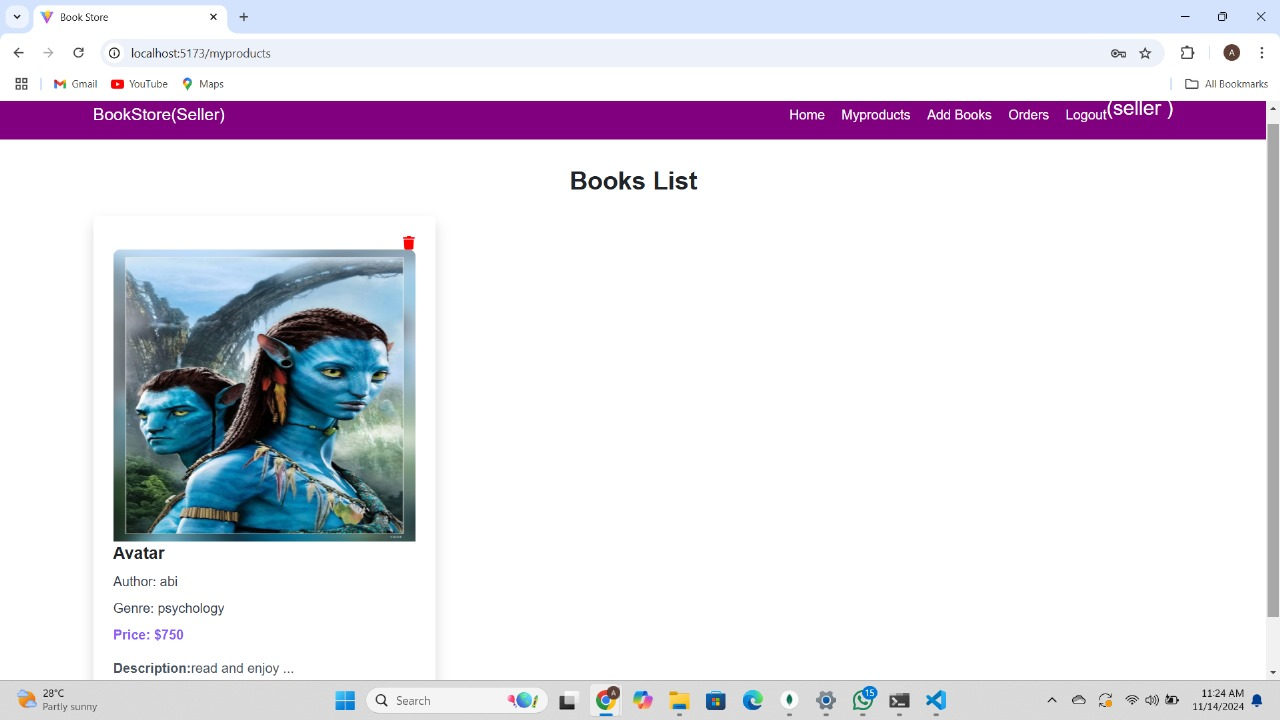 Book Store
localhost:5173/myproducts
Gmail YouTube Maps All Bookmarks
BookStore(Seller) Home Myproducts Add Books Orders Logout(seller )
Books List
Avatar
Author: abi
Genre: psychology
Price: $750
Description:read and enjoy ...
28°C
Partly sunny
Search
15
11:24 AM
11/14/2024